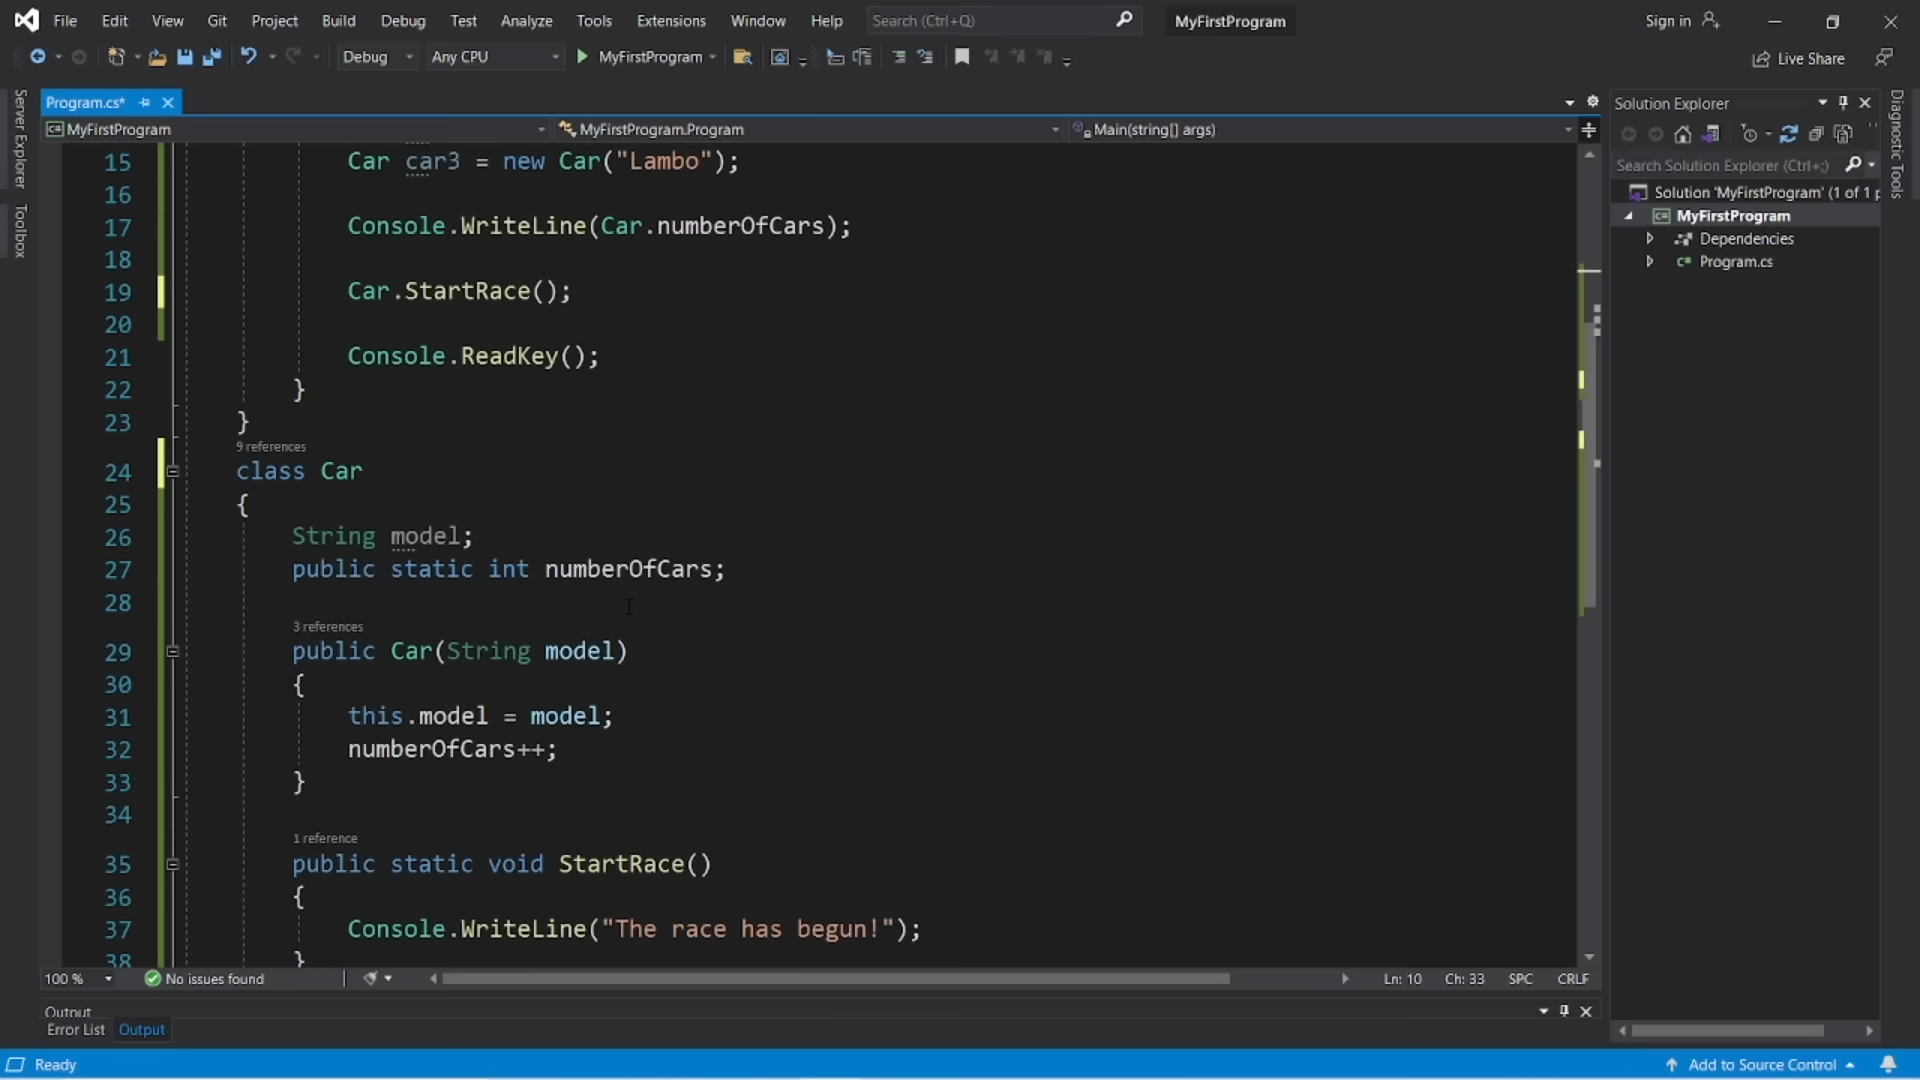 File Edit View Git Project Build Debug Test Analyze Tools Extensions Window Help Search (Ctrl+Q) MyFirstProgram Sign in
Debug Any CPU MyFirstProgram Live Share
Server Explorer
Toolbox
Program.cs*
MyFirstProgram MyFirstProgram.Program Main(string[] args)
15 Car car3 = new Car("Lambo");
16
17 Console.WriteLine(Car.numberOfCars);
18
19 Car.StartRace();
20
21 Console.ReadKey();
22 }
23 }
9 references
24 class Car
25 {
26 String model;
27 public static int numberOfCars;
28
3 references
29 public Car(String model)
30 {
31 this.model = model;
32 numberOfCars++;
33 }
34
1 reference
35 public static void StartRace()
36 {
37 Console.WriteLine("The race has begun!");
38 }
100 % No issues found Ln: 10 Ch: 33 SPC CRLF
Output
Error List Output
Solution Explorer
Search Solution Explorer (Ctrl+;)
Solution 'MyFirstProgram' (1 of 1 p
MyFirstProgram
Dependencies
C# Program.cs
Diagnostic Tools
Ready Add to Source Control